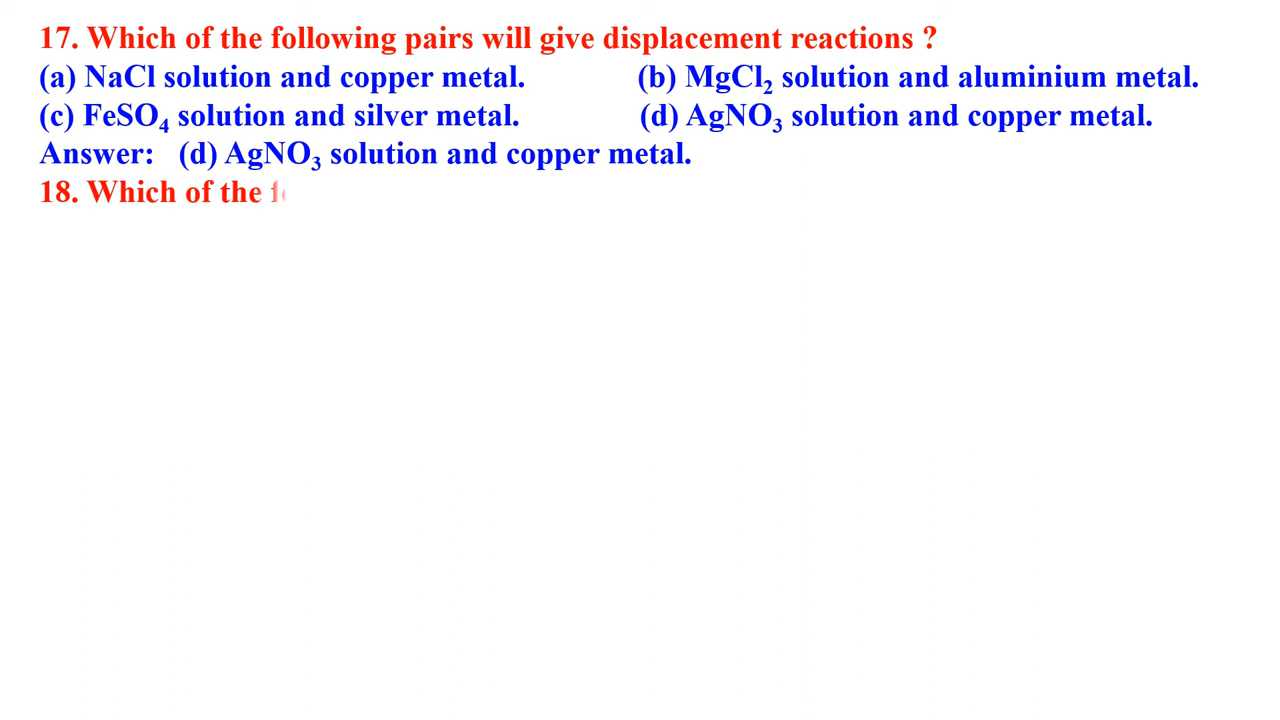 17. Which of the following pairs will give displacement reactions ?
(a) NaCl solution and copper metal. (b) MgCl₂ solution and aluminium metal.
(c) FeSO₄ solution and silver metal. (d) AgNO₃ solution and copper metal.
Answer: (d) AgNO₃ solution and copper metal.
18. Which of the